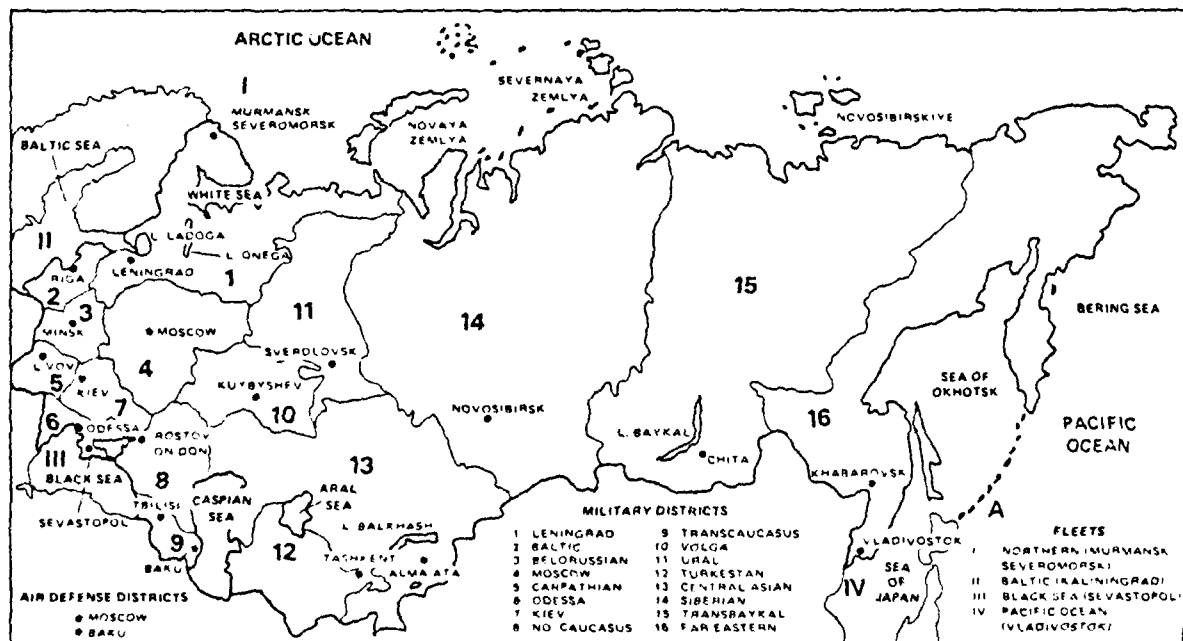 ARCTIC OCEAN
I
MURMANSK
SEVEROMORSK
SEVERNAYA
ZEMLYA
NOVAYA
ZEMLYA
NOVOSIBIRSKIYE
BALTIC SEA
WHITE SEA
L. LADOGA
L. ONEGA
II
RIGA
LENINGRAD
1
2
3
MINSK
MOSCOW
11
14
15
BERING SEA
SVERDLOVSK
L'VOV
5
KIEV
4
KUYBYSHEV
10
SEA OF
OKHOTSK
NOVOSIBIRSK
16
6
7
ODESSA
ROSTOV
ON DON
PACIFIC
OCEAN
L. BAYKAL
CHITA
III
BLACK SEA
8
13
KHABAROVSK
SEVASTOPOL
TBILISI
CASPIAN
SEA
ARAL
SEA
L. BALKHASH
A
9
BAKU
12
TASHKENT
ALMA ATA
VLADIVOSTOK
IV
SEA
OF
JAPAN
AIR DEFENSE DISTRICTS
MOSCOW
BAKU
MILITARY DISTRICTS
1 LENINGRAD
2 BALTIC
3 BELORUSSIAN
4 MOSCOW
5 CARPATHIAN
6 ODESSA
7 KIEV
8 NO CAUCASUS
9 TRANSCAUCASUS
10 VOLGA
11 URAL
12 TURKESTAN
13 CENTRAL ASIAN
14 SIBERIAN
15 TRANSBAYKAL
16 FAR EASTERN
FLEETS
I NORTHERN (MURMANSK
SEVEROMORSK)
II BALTIC (KALININGRAD)
III BLACK SEA (SEVASTOPOL)
IV PACIFIC OCEAN
(VLADIVOSTOK)